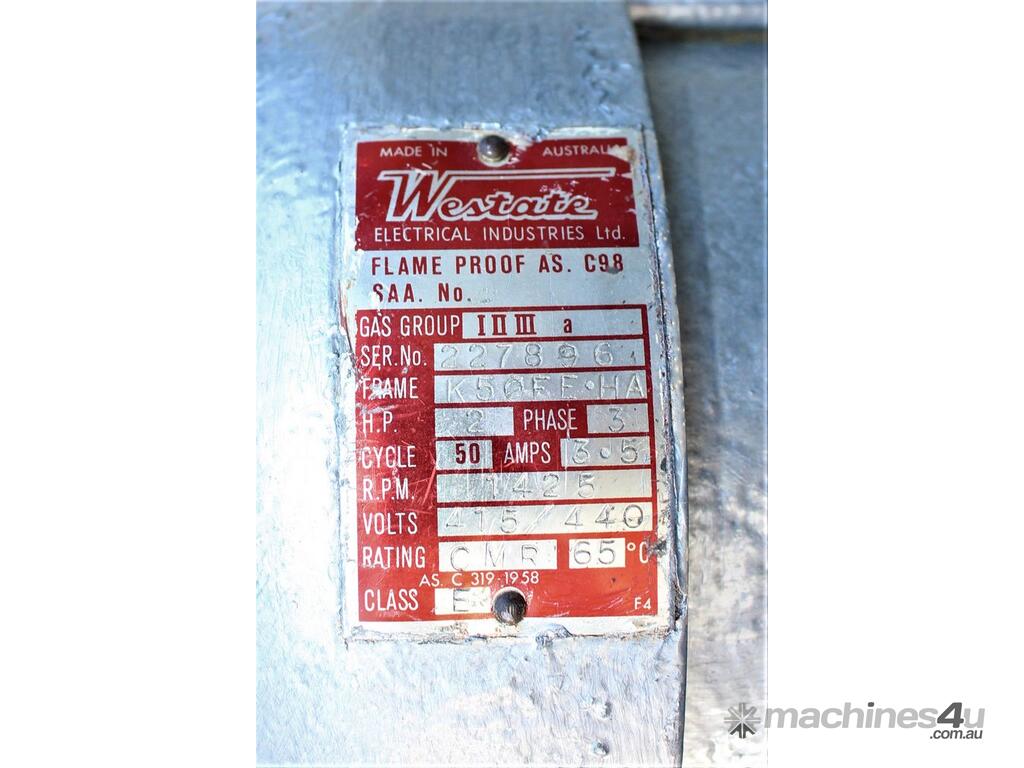 MADE IN AUSTRALIA
Westate
ELECTRICAL INDUSTRIES Ltd.
FLAME PROOF AS. C98
SAA. No.
GAS GROUP I II III a
SER.No. 227896
FRAME K50FE·HA
H.P. 2 PHASE 3
CYCLE 50 AMPS 3.5
R.P.M. 1425
VOLTS 415/440
RATING CMR 65 °C
AS. C 319-1958
CLASS E F4
machines4u
.com.au